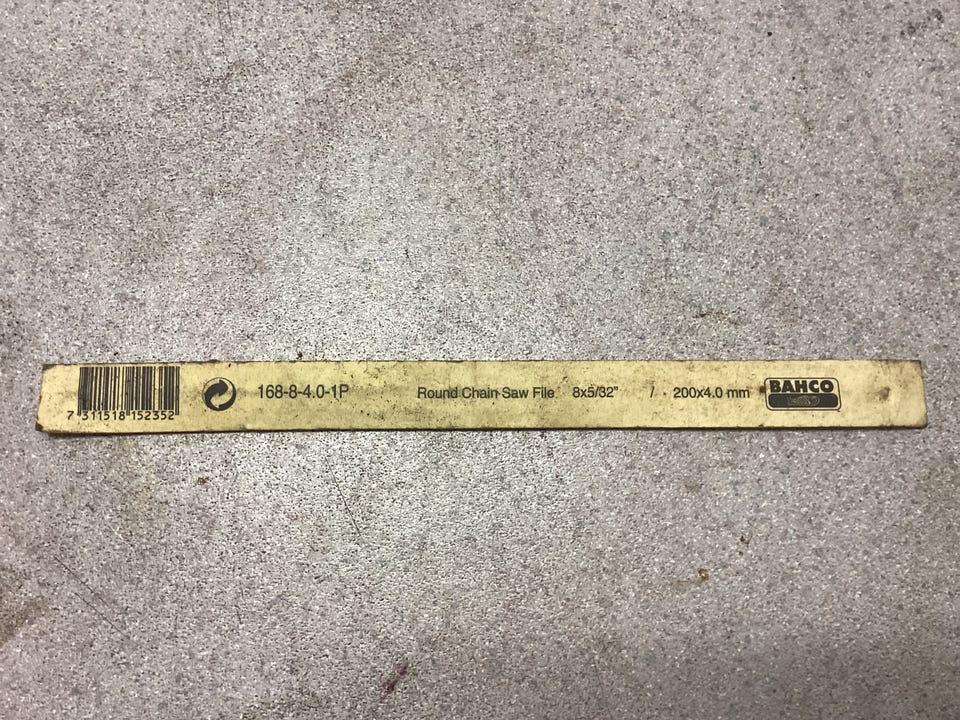 7 311518 152352 168-8-4.0-1P Round Chain Saw File 8x5/32" / 200x4.0 mm BAHCO